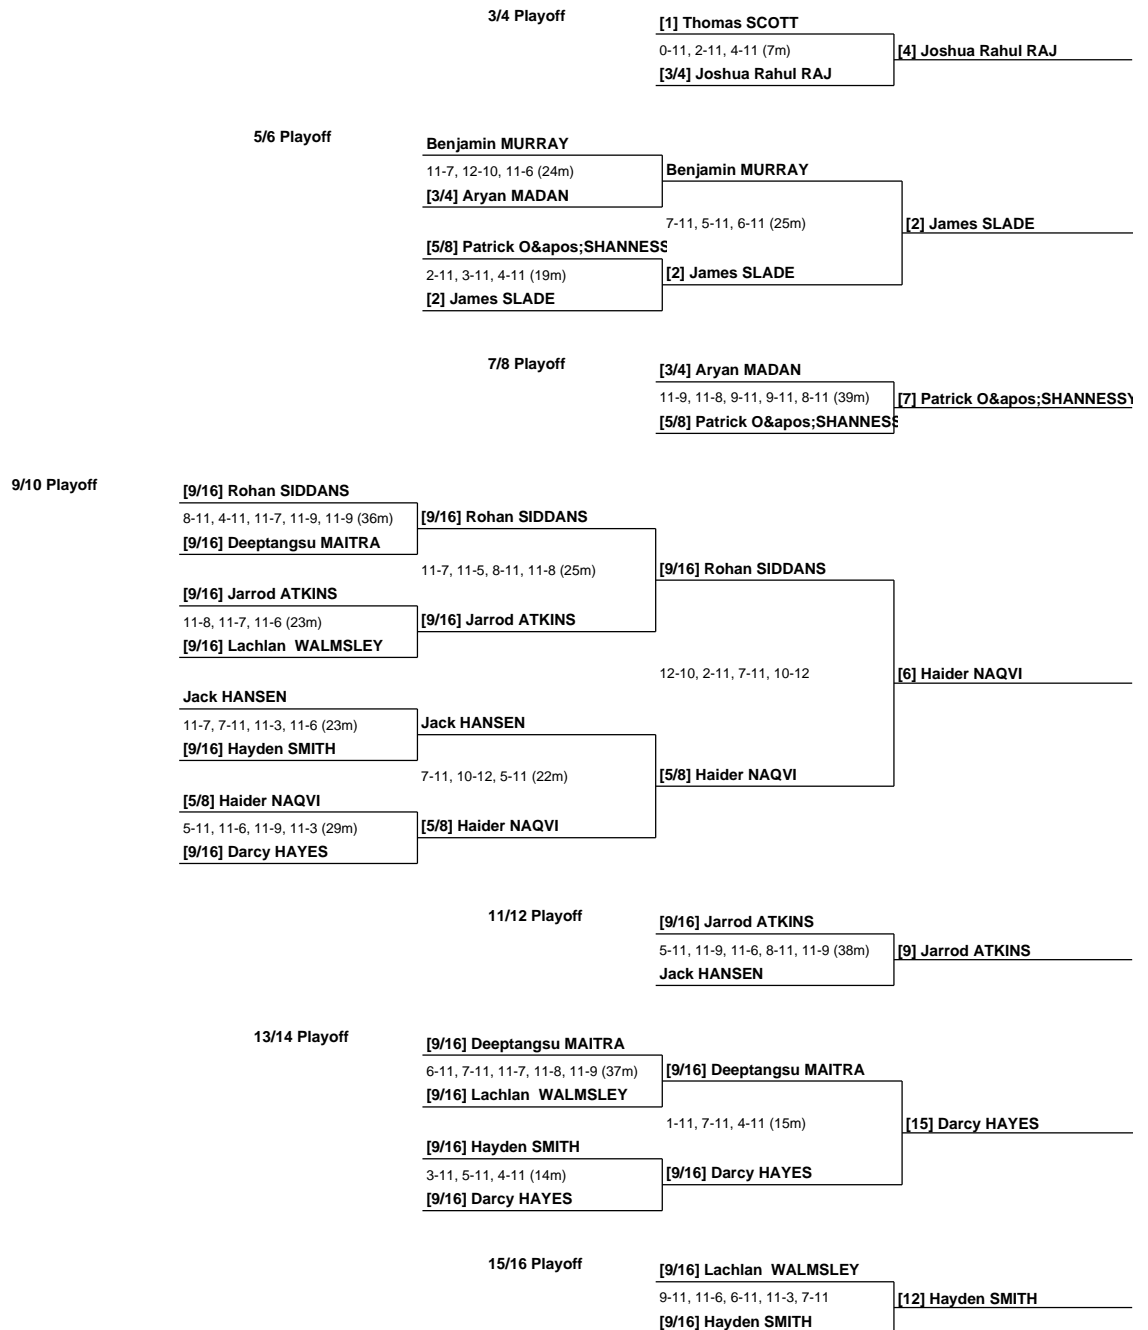 3/4 Playoff
[1] Thomas SCOTT
0-11, 2-11, 4-11 (7m)
[4] Joshua Rahul RAJ
[3/4] Joshua Rahul RAJ
5/6 Playoff
Benjamin MURRAY
11-7, 12-10, 11-6 (24m)
Benjamin MURRAY
[3/4] Aryan MADAN
7-11, 5-11, 6-11 (25m)
[2] James SLADE
[5/8] Patrick O&apos;SHANNESS
2-11, 3-11, 4-11 (19m)
[2] James SLADE
[2] James SLADE
7/8 Playoff
[3/4] Aryan MADAN
11-9, 11-8, 9-11, 9-11, 8-11 (39m)
[7] Patrick O&apos;SHANNESSY
[5/8] Patrick O&apos;SHANNESS
9/10 Playoff
[9/16] Rohan SIDDANS
8-11, 4-11, 11-7, 11-9, 11-9 (36m)
[9/16] Rohan SIDDANS
[9/16] Deeptangsu MAITRA
11-7, 11-5, 8-11, 11-8 (25m)
[9/16] Rohan SIDDANS
[9/16] Jarrod ATKINS
11-8, 11-7, 11-6 (23m)
[9/16] Jarrod ATKINS
[9/16] Lachlan  WALMSLEY
12-10, 2-11, 7-11, 10-12
[6] Haider NAQVI
Jack HANSEN
11-7, 7-11, 11-3, 11-6 (23m)
Jack HANSEN
[9/16] Hayden SMITH
7-11, 10-12, 5-11 (22m)
[5/8] Haider NAQVI
[5/8] Haider NAQVI
5-11, 11-6, 11-9, 11-3 (29m)
[5/8] Haider NAQVI
[9/16] Darcy HAYES
11/12 Playoff
[9/16] Jarrod ATKINS
5-11, 11-9, 11-6, 8-11, 11-9 (38m)
[9] Jarrod ATKINS
Jack HANSEN
13/14 Playoff
[9/16] Deeptangsu MAITRA
6-11, 7-11, 11-7, 11-8, 11-9 (37m)
[9/16] Deeptangsu MAITRA
[9/16] Lachlan  WALMSLEY
1-11, 7-11, 4-11 (15m)
[15] Darcy HAYES
[9/16] Hayden SMITH
3-11, 5-11, 4-11 (14m)
[9/16] Darcy HAYES
[9/16] Darcy HAYES
15/16 Playoff
[9/16] Lachlan  WALMSLEY
9-11, 11-6, 6-11, 11-3, 7-11
[12] Hayden SMITH
[9/16] Hayden SMITH